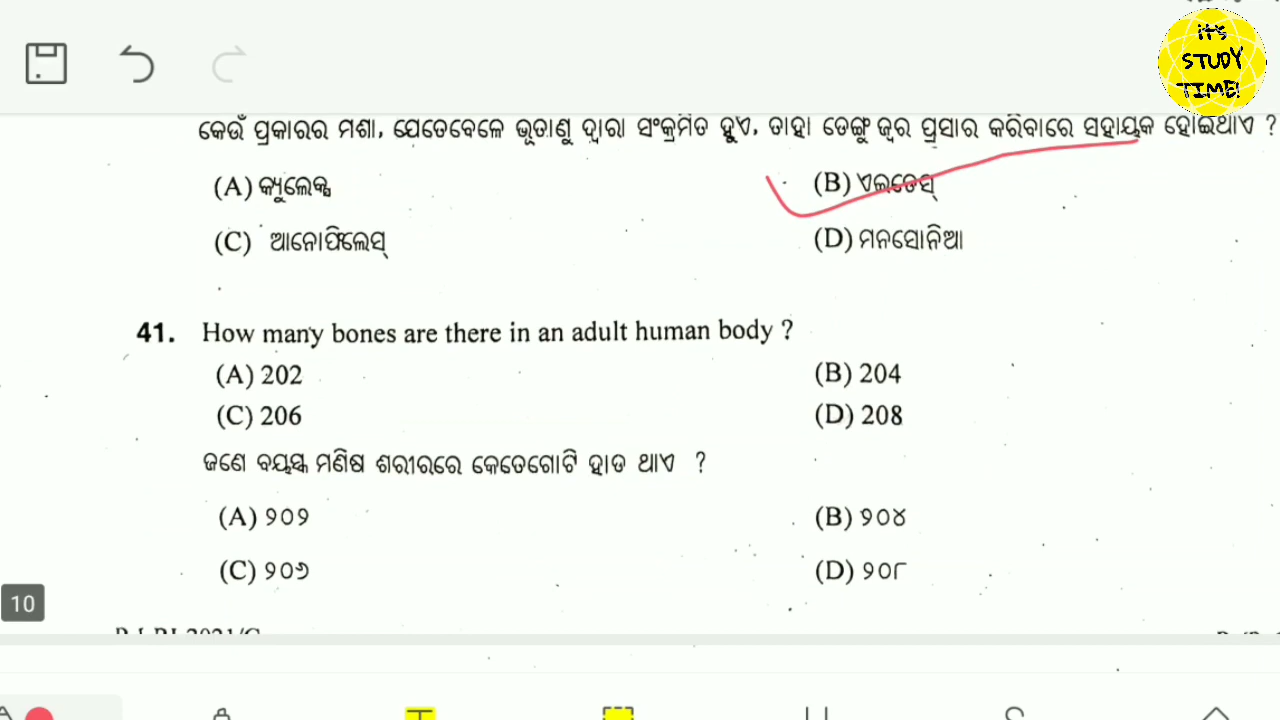 It's
STUDY
TIME!
କେଉଁ ପ୍ରକାରର ମଶା, ଯେତେବେଳେ ଭୂତାଣୁ ଦ୍ୱାରା ସଂକ୍ରମିତ ହୁଏ, ତାହା ଡେଙ୍ଗୁ ଜ୍ୱର ପ୍ରସାର କରିବାରେ ସହାୟକ ହୋଇଥାଏ ?
(A) କ୍ୟୁଲେକ୍ସ (B) ଏଇଡେସ୍
(C) ଆନୋଫିଲେସ୍ (D) ମନସୋନିଆ
41. How many bones are there in an adult human body ?
(A) 202 (B) 204
(C) 206 (D) 208
ଜଣେ ବୟସ୍କ ମଣିଷ ଶରୀରରେ କେତେଗୋଟି ହାଡ ଥାଏ ?
(A) ୨୦୨ (B) ୨୦୪
(C) ୨୦୬ (D) ୨୦୮
10